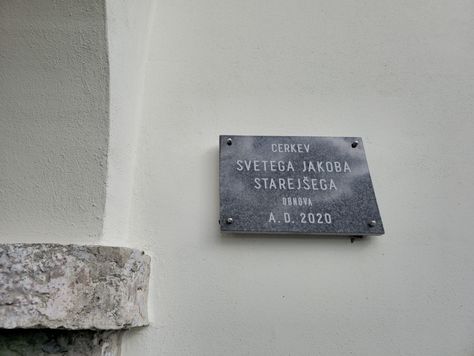 CERKEV
SVETEGA JAKOBA
STAREJŠEGA
OBNOVA
A. D. 2020